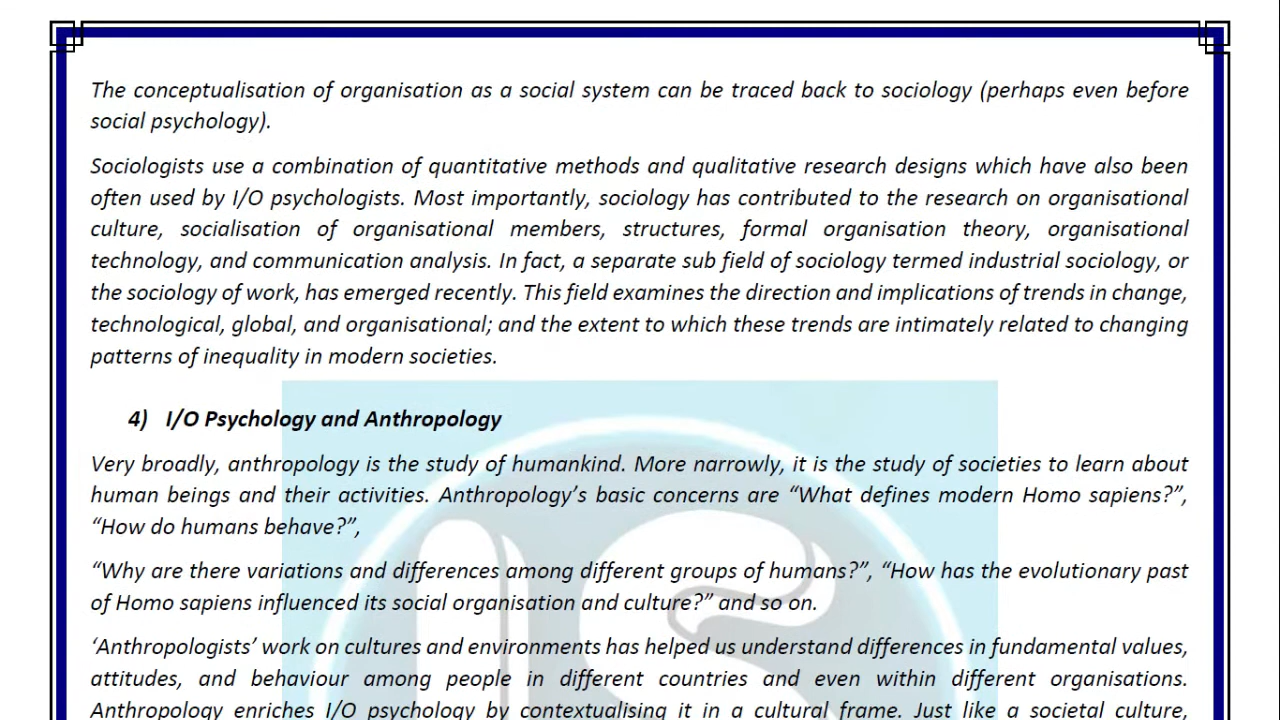 The conceptualisation of organisation as a social system can be traced back to sociology (perhaps even before
social psychology).
Sociologists use a combination of quantitative methods and qualitative research designs which have also been
often used by I/O psychologists. Most importantly, sociology has contributed to the research on organisational
culture, socialisation of organisational members, structures, formal organisation theory, organisational
technology, and communication analysis. In fact, a separate sub field of sociology termed industrial sociology, or
the sociology of work, has emerged recently. This field examines the direction and implications of trends in change,
technological, global, and organisational; and the extent to which these trends are intimately related to changing
patterns of inequality in modern societies.
4) I/O Psychology and Anthropology
Very broadly, anthropology is the study of humankind. More narrowly, it is the study of societies to learn about
human beings and their activities. Anthropology’s basic concerns are “What defines modern Homo sapiens?”,
“How do humans behave?”,
“Why are there variations and differences among different groups of humans?”, “How has the evolutionary past
of Homo sapiens influenced its social organisation and culture?” and so on.
‘Anthropologists’ work on cultures and environments has helped us understand differences in fundamental values,
attitudes, and behaviour among people in different countries and even within different organisations.
Anthropology enriches I/O psychology by contextualising it in a cultural frame. Just like a societal culture,